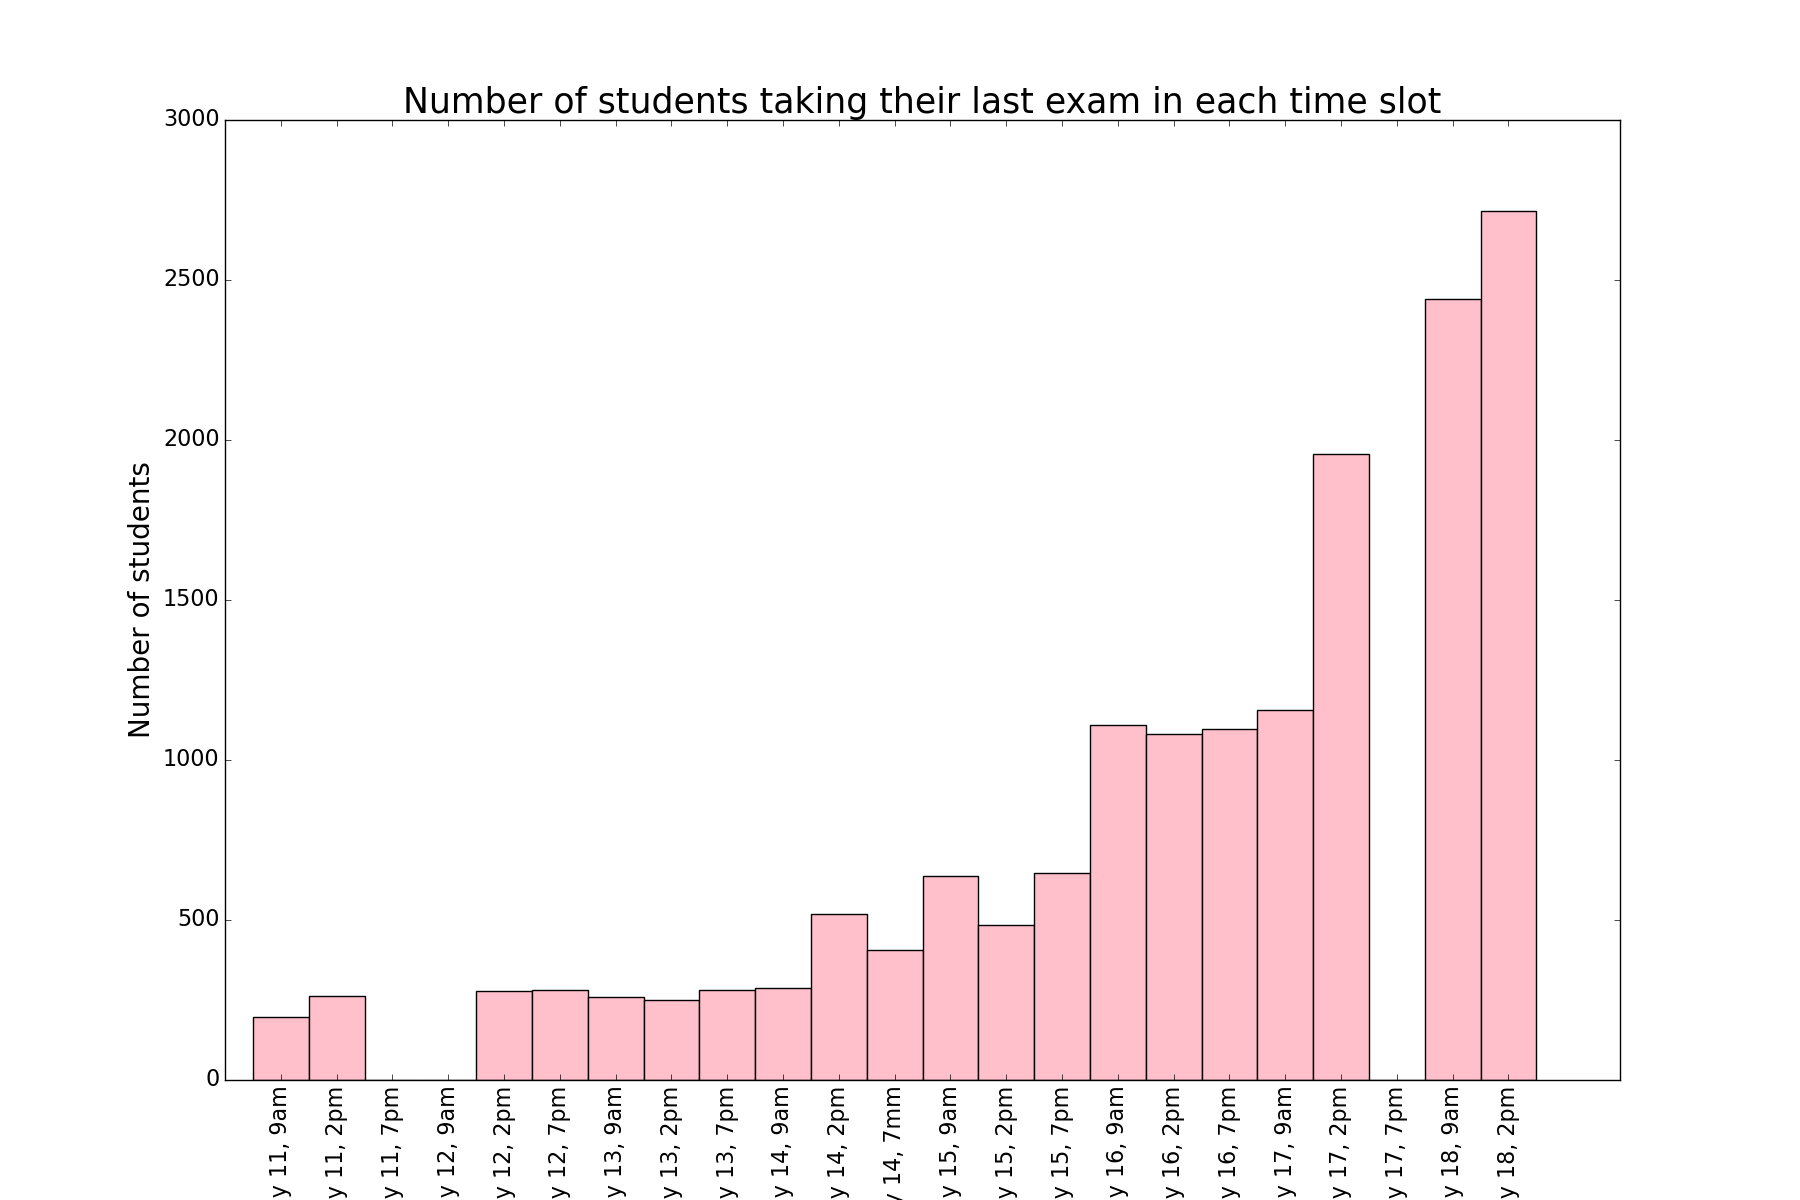 Number of students taking their last exam in each time slot
3000
2500
2000
1500
1000
500
0
Number of students
y 11, 9am
y 11, 2pm
y 11, 7pm
y 12, 9am
y 12, 2pm
y 12, 7pm
y 13, 9am
y 13, 2pm
y 13, 7pm
y 14, 9am
y 14, 2pm
y 14, 7mm
y 15, 9am
y 15, 2pm
y 15, 7pm
y 16, 9am
y 16, 2pm
y 16, 7pm
y 17, 9am
y 17, 2pm
y 17, 7pm
y 18, 9am
y 18, 2pm